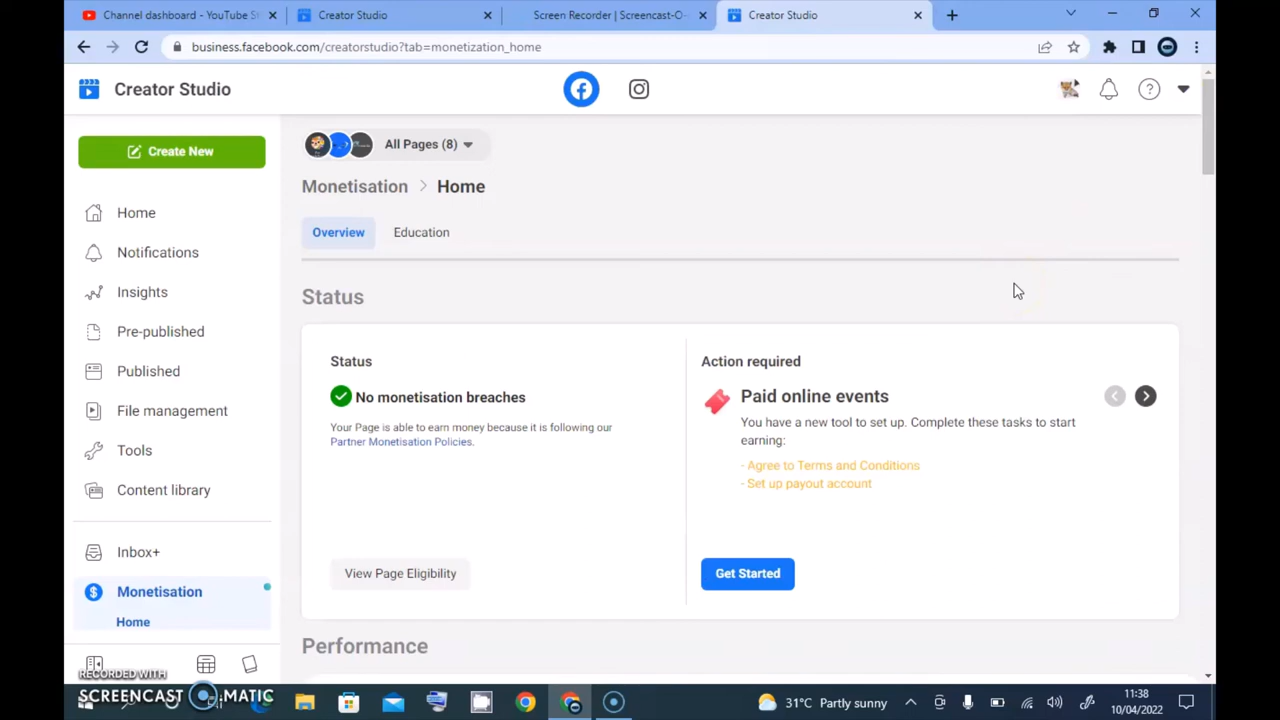 Channel dashboard - YouTube S
Creator Studio
Screen Recorder | Screencast-O-
Creator Studio
business.facebook.com/creatorstudio?tab=monetization_home
Creator Studio
Create New
All Pages (8)
Monetisation > Home
Overview
Education
Home
Notifications
Insights
Pre-published
Published
File management
Tools
Content library
Inbox+
Monetisation
Home
Status
Status
No monetisation breaches
Your Page is able to earn money because it is following our
Partner Monetisation Policies.
View Page Eligibility
Action required
Paid online events
You have a new tool to set up. Complete these tasks to start
earning:
- Agree to Terms and Conditions
- Set up payout account
Get Started
Performance
RECORDED WITH
SCREENCAST MATIC
31°C Partly sunny
11:38
10/04/2022